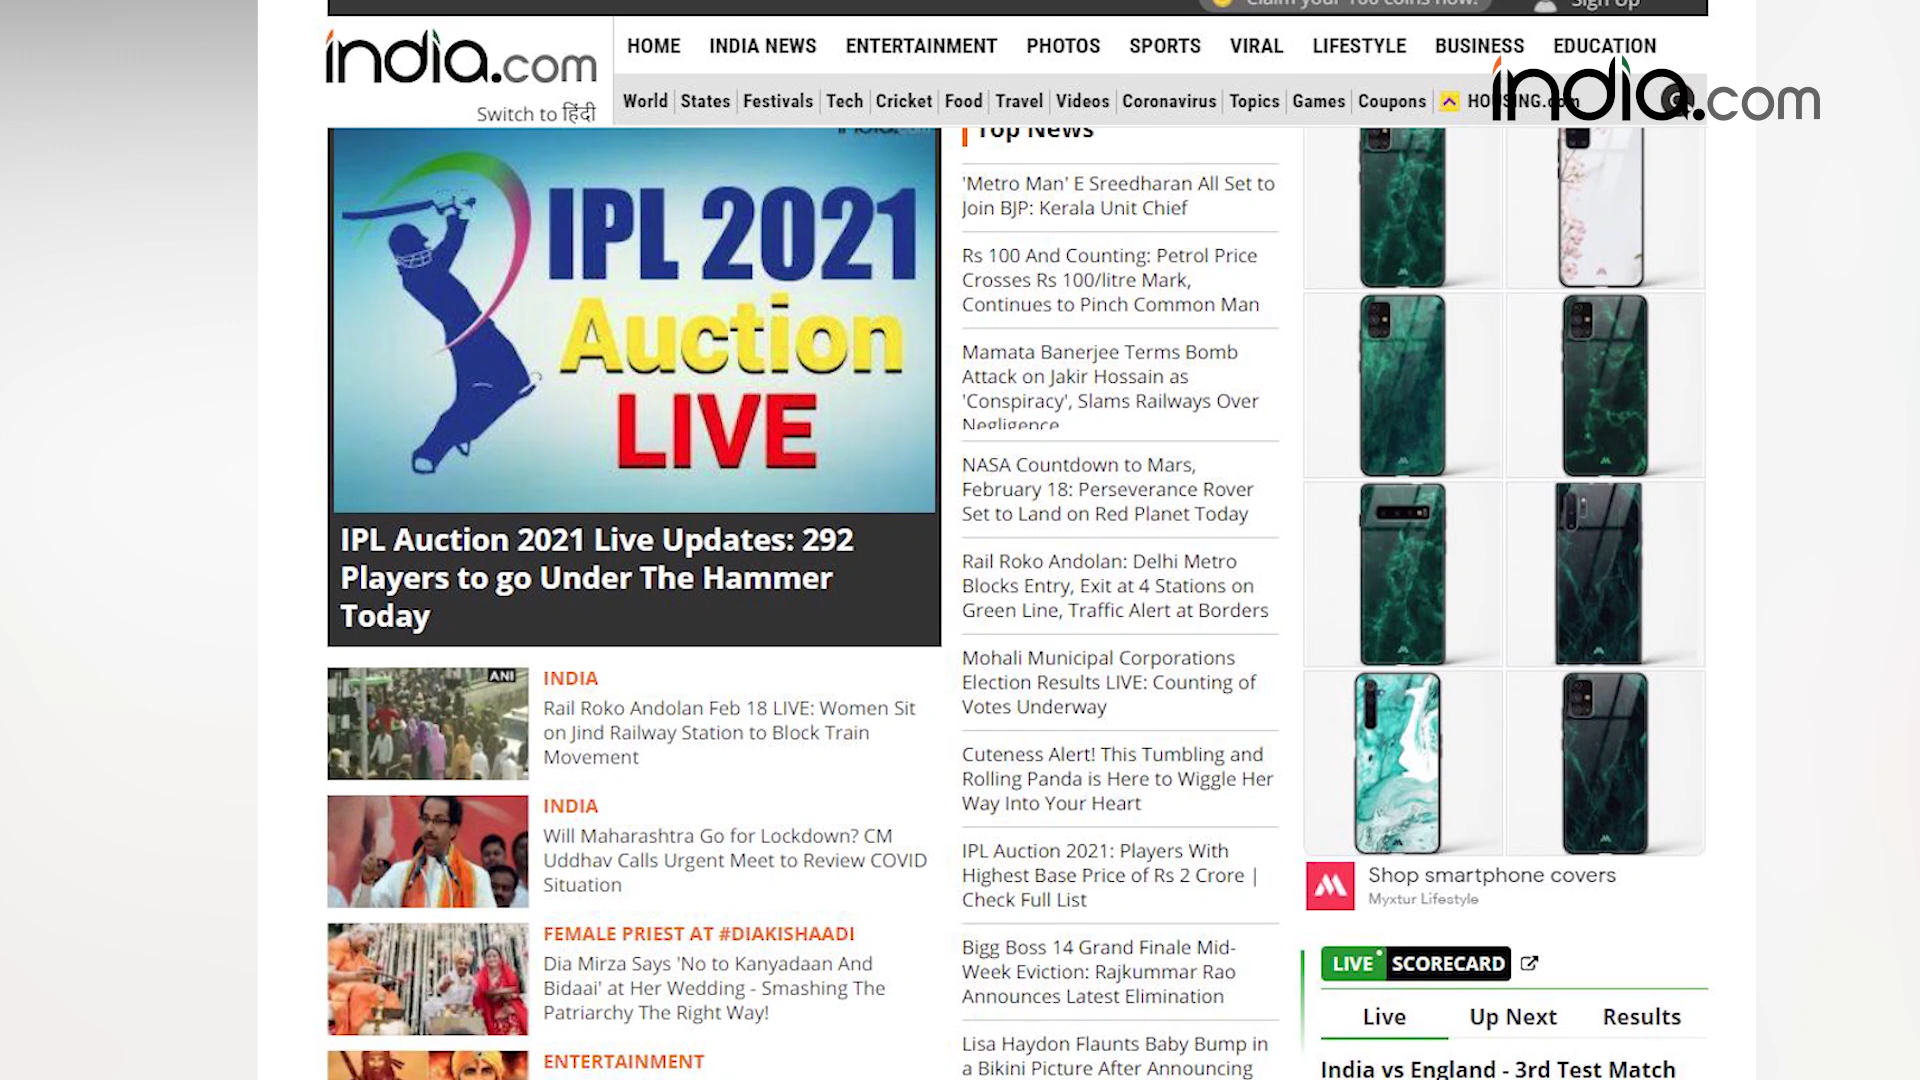 Claim your 100 coins now!
Sign Up
india.com
Switch to हिंदी
HOME INDIA NEWS ENTERTAINMENT PHOTOS SPORTS VIRAL LIFESTYLE BUSINESS EDUCATION
World States Festivals Tech Cricket Food Travel Videos Coronavirus Topics Games Coupons HOUSING.com
india.com
IPL 2021
Auction
LIVE
IPL Auction 2021 Live Updates: 292
Players to go Under The Hammer
Today
ANI
INDIA
Rail Roko Andolan Feb 18 LIVE: Women Sit
on Jind Railway Station to Block Train
Movement
INDIA
Will Maharashtra Go for Lockdown? CM
Uddhav Calls Urgent Meet to Review COVID
Situation
FEMALE PRIEST AT #DIAKISHAADI
Dia Mirza Says 'No to Kanyadaan And
Bidaai' at Her Wedding - Smashing The
Patriarchy The Right Way!
ENTERTAINMENT
Top News
'Metro Man' E Sreedharan All Set to
Join BJP: Kerala Unit Chief
Rs 100 And Counting: Petrol Price
Crosses Rs 100/litre Mark,
Continues to Pinch Common Man
Mamata Banerjee Terms Bomb
Attack on Jakir Hossain as
'Conspiracy', Slams Railways Over
Negligence
NASA Countdown to Mars,
February 18: Perseverance Rover
Set to Land on Red Planet Today
Rail Roko Andolan: Delhi Metro
Blocks Entry, Exit at 4 Stations on
Green Line, Traffic Alert at Borders
Mohali Municipal Corporations
Election Results LIVE: Counting of
Votes Underway
Cuteness Alert! This Tumbling and
Rolling Panda is Here to Wiggle Her
Way Into Your Heart
IPL Auction 2021: Players With
Highest Base Price of Rs 2 Crore |
Check Full List
Bigg Boss 14 Grand Finale Mid-
Week Eviction: Rajkummar Rao
Announces Latest Elimination
Lisa Haydon Flaunts Baby Bump in
a Bikini Picture After Announcing
Shop smartphone covers
Myxtur Lifestyle
LIVE SCORECARD
Live Up Next Results
India vs England - 3rd Test Match